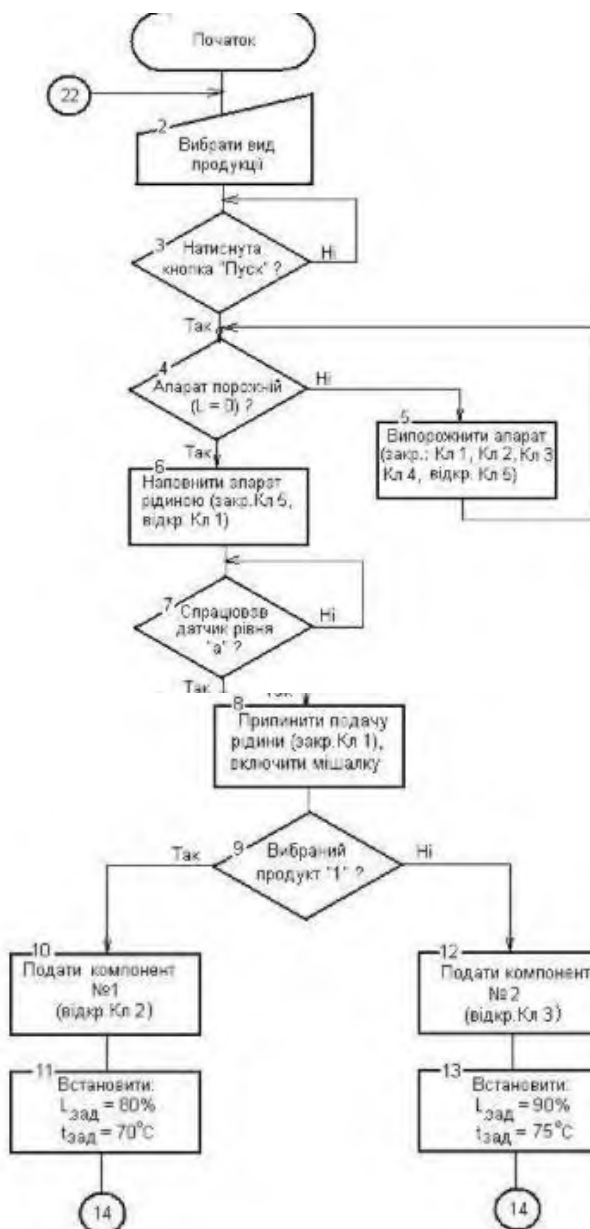 Початок
22
2
Вибрати вид
продукції
3
Натиснута
кнопка "Пуск" ?
Ні
Так
4
Апарат порожній
(L = 0) ?
Ні
Так
5
Випорожнити апарат
(закр.: Кл 1, Кл 2, Кл 3
Кл 4, відкр. Кл 5)
6
Наповнити апарат
рідиною (закр.Кл 5,
відкр. Кл 1)
7
Спрацював
датчик рівня
"а" ?
Ні
Так
Так
8
Припинити подачу
рідини (закр.Кл 1),
включити мішалку
9
Вибраний
продукт "1" ?
Так
Ні
10
Подати компонент
№1
(відкр.Кл 2)
12
Подати компонент
№2
(відкр.Кл 3)
11
Встановити:
Lзад = 80%
tзад = 70°C
13
Встановити:
Lзад = 90%
tзад = 75°C
14
14